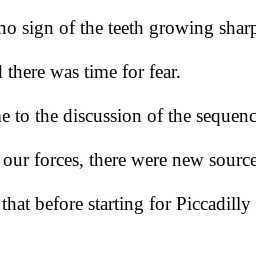 no sign of the teeth growing sharp
there was time for fear.
to the discussion of the sequenc
our forces, there were new source
that before starting for Piccadilly